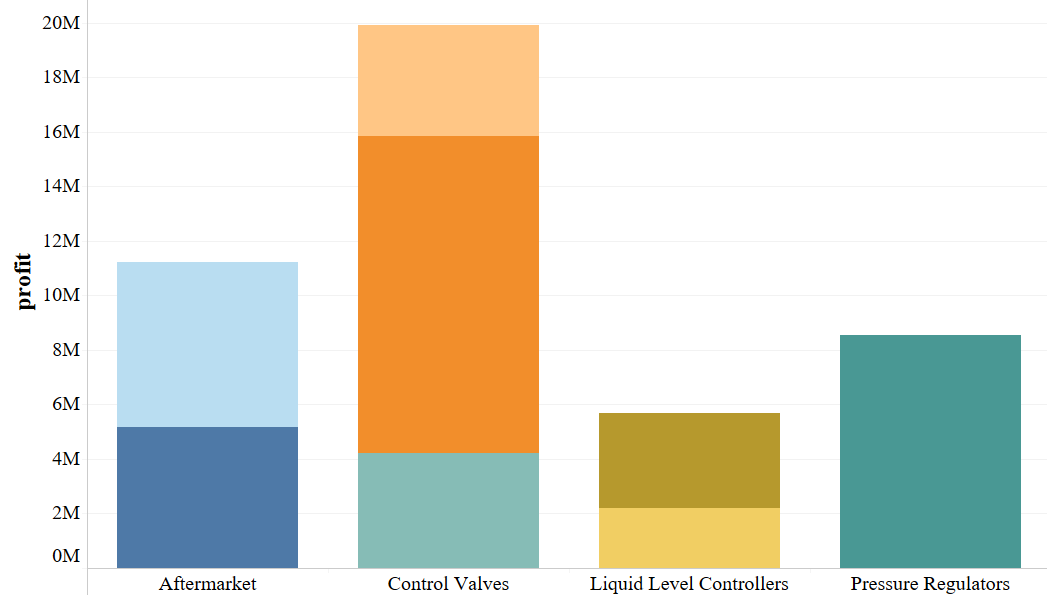 20M
18M
16M
14M
12M
10M
8M
6M
4M
2M
0M
profit
Aftermarket
Control Valves
Liquid Level Controllers
Pressure Regulators